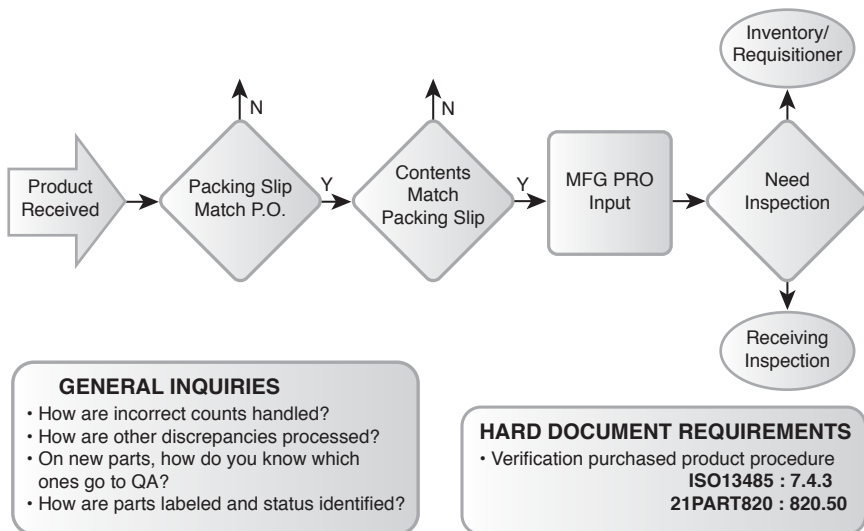 Product
Received
Packing Slip
Match P.O.
N
Y
Contents
Match
Packing Slip
N
Y
MFG PRO
Input
Need
Inspection
Inventory/
Requisitioner
Receiving
Inspection
GENERAL INQUIRIES
• How are incorrect counts handled?
• How are other discrepancies processed?
• On new parts, how do you know which
ones go to QA?
• How are parts labeled and status identified?
HARD DOCUMENT REQUIREMENTS
• Verification purchased product procedure
ISO13485 : 7.4.3
21PART820 : 820.50